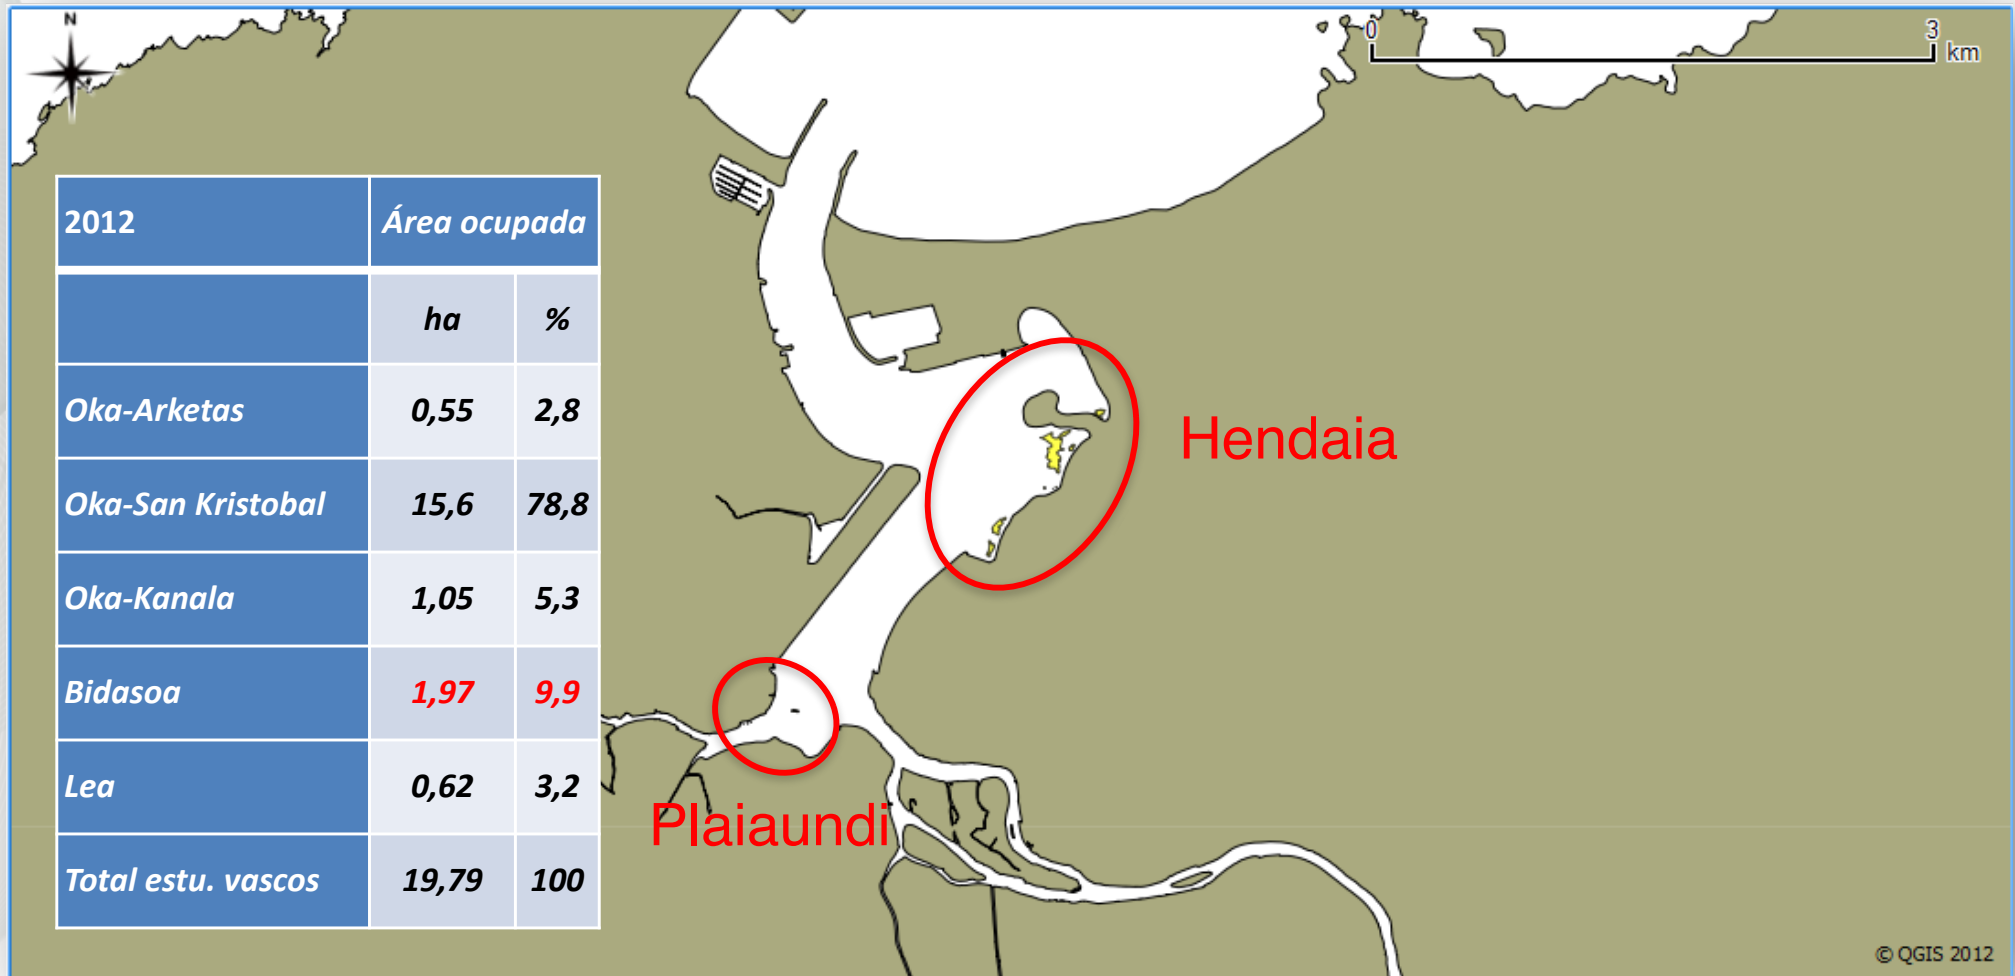 N
0 3
km
2012 Área ocupada
ha %
Oka-Arketas 0,55 2,8
Oka-San Kristobal 15,6 78,8
Oka-Kanala 1,05 5,3
Bidasoa 1,97 9,9
Lea 0,62 3,2
Total estu. vascos 19,79 100
Hendaia
Plaiaundi
© QGIS 2012